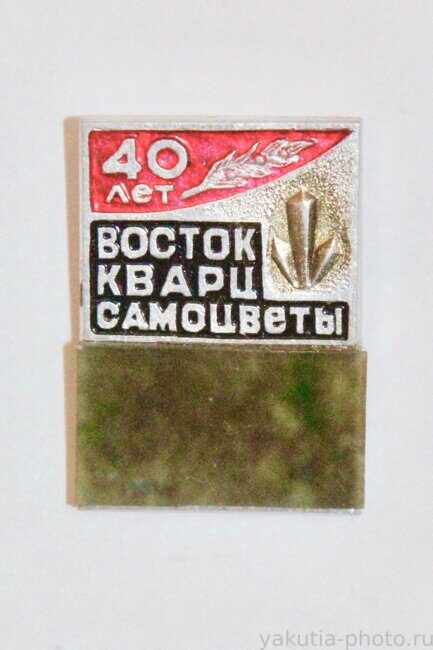 40
лет
ВОСТОК
КВАРЦ
САМОЦВЕТЫ
yakutia-photo.ru